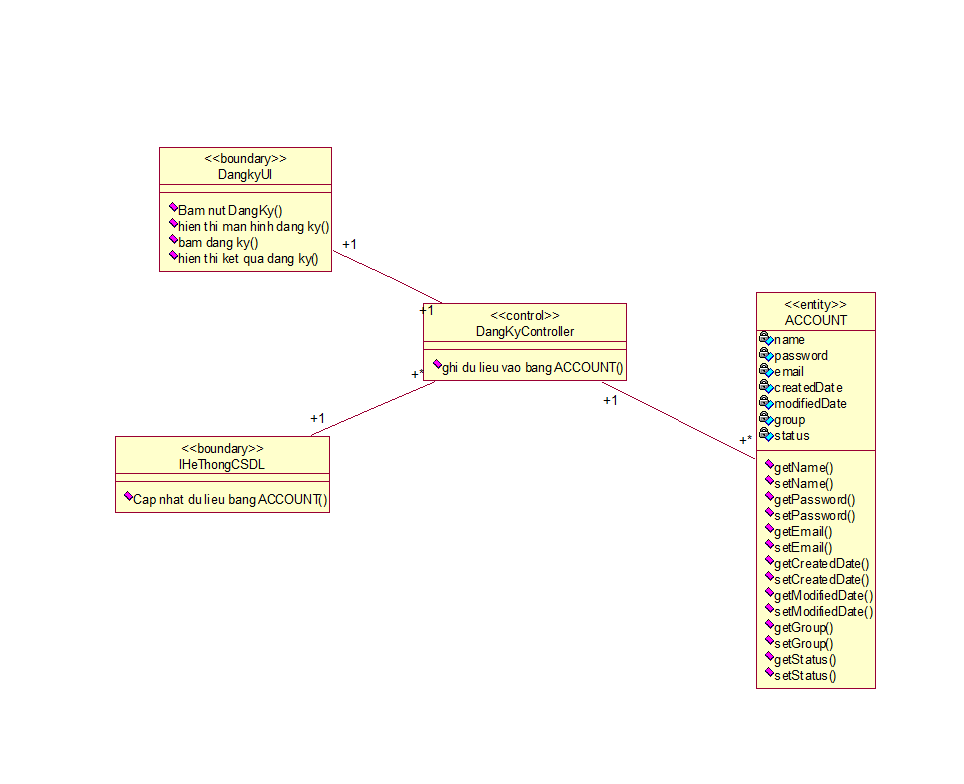 <<boundary>>
DangkyUI
Bam nut DangKy()
hien thi man hinh dang ky()
bam dang ky()
hien thi ket qua dang ky()
+1
+1
<<control>>
DangKyController
ghi du lieu vao bang ACCOUNT()
+*
+1
+1
+*
<<boundary>>
IHeThongCSDL
Cap nhat du lieu bang ACCOUNT()
<<entity>>
ACCOUNT
name
password
email
createdDate
modifiedDate
group
status
getName()
setName()
getPassword()
setPassword()
getEmail()
setEmail()
getCreatedDate()
setCreatedDate()
getModifiedDate()
setModifiedDate()
getGroup()
setGroup()
getStatus()
setStatus()